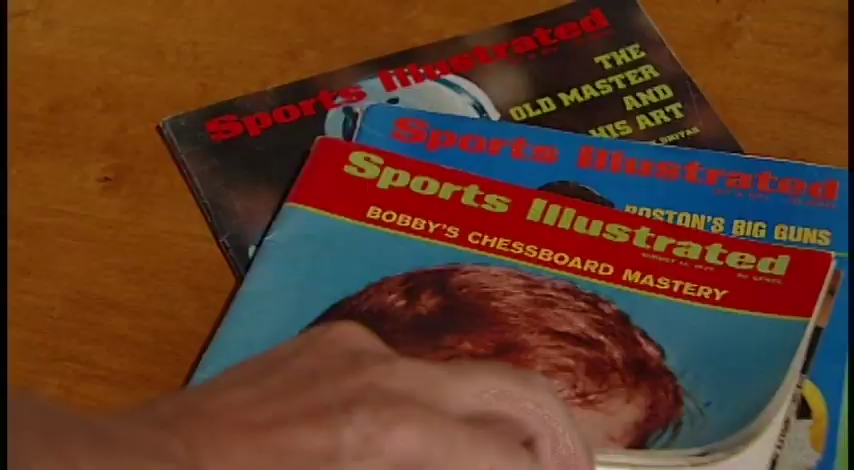 Sports Illustrated
THE
OLD MASTER
AND
HIS ART
Sports Illustrated
BOSTON'S BIG GUNS
Sports Illustrated
BOBBY'S CHESSBOARD MASTERY